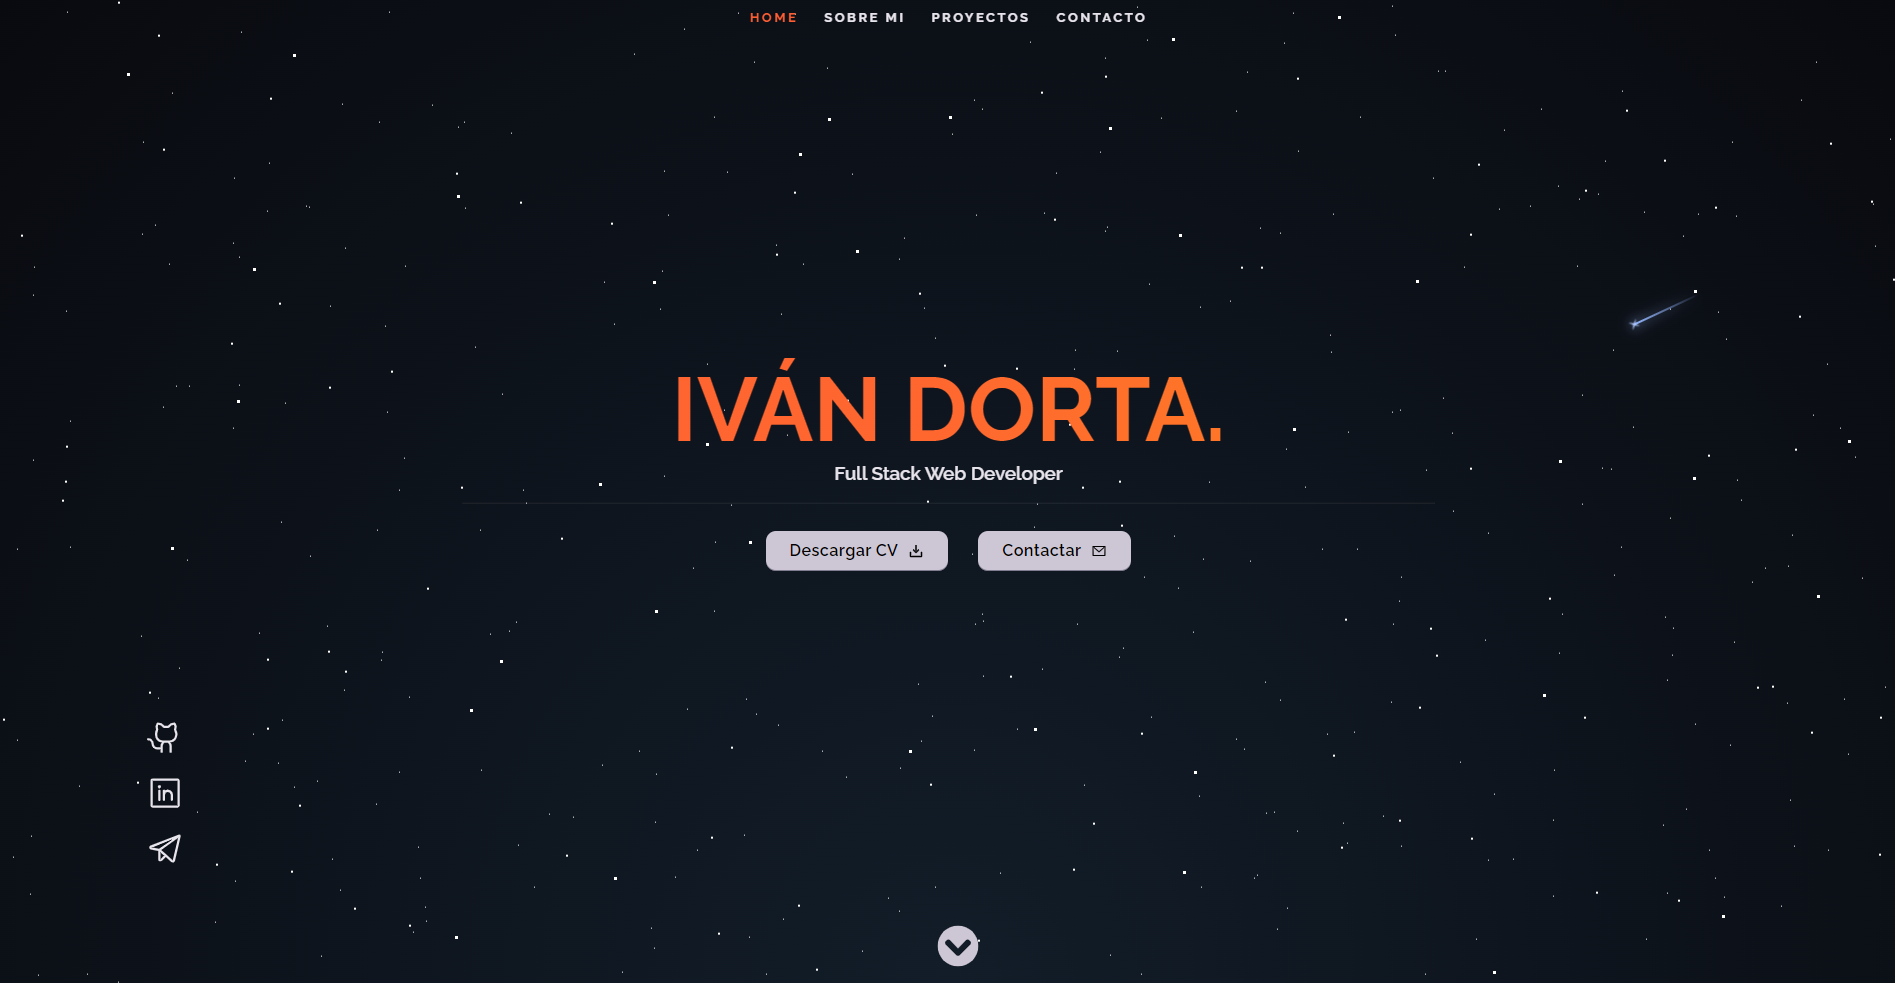 HOME SOBRE MI PROYECTOS CONTACTO
IVÁN DORTA.
Full Stack Web Developer
Descargar CV Contactar
in